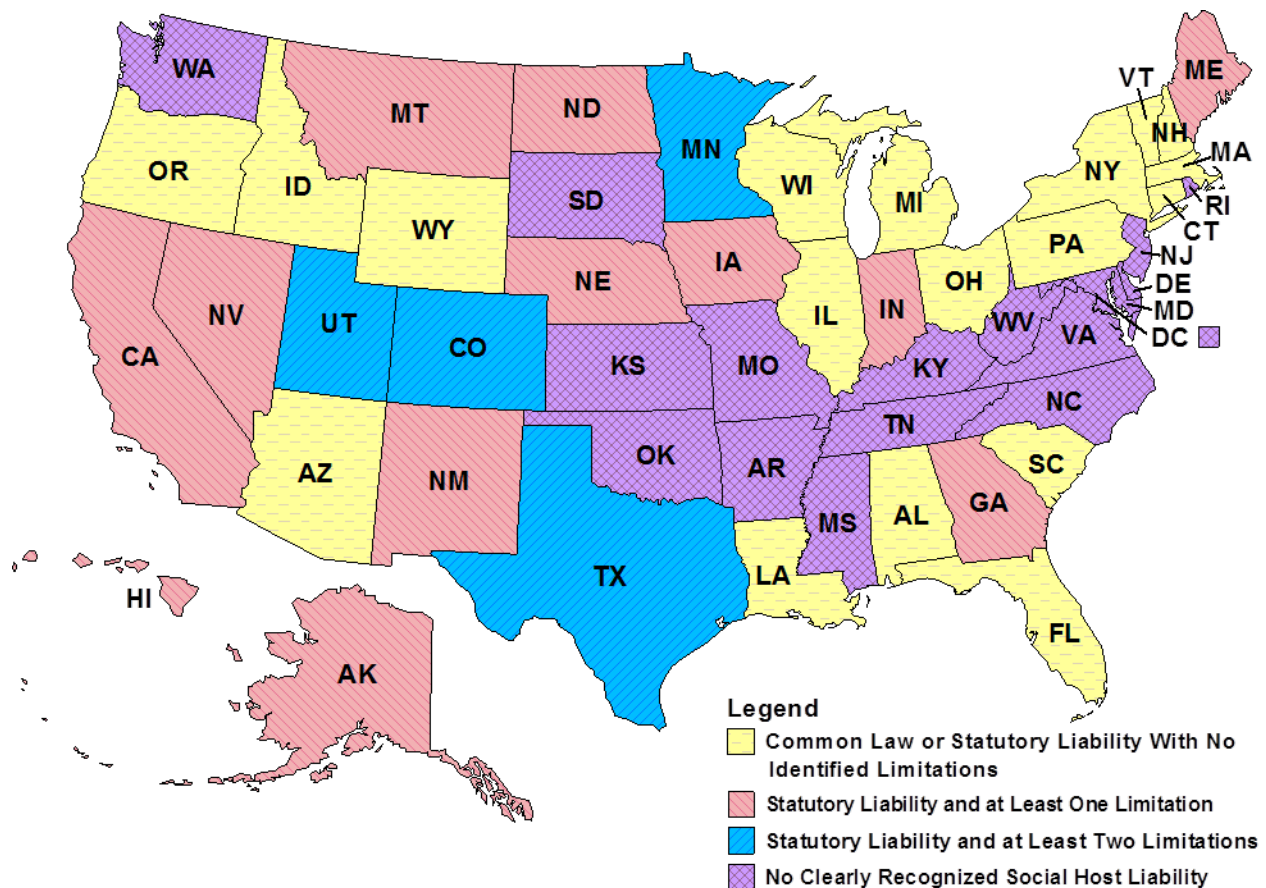 WA
MT
ND
MN
VT
ME
NH
MA
OR
ID
SD
WI
MI
NY
RI
WY
CT
PA
NJ
IA
NE
OH
DE
NV
IL
IN
MD
UT
WV
DC
CA
CO
VA
KS
MO
KY
NC
TN
OK
AZ
AR
SC
NM
GA
MS
AL
TX
LA
HI
FL
AK
Legend
Common Law or Statutory Liability With No
Identified Limitations
Statutory Liability and at Least One Limitation
Statutory Liability and at Least Two Limitations
No Clearly Recognized Social Host Liability